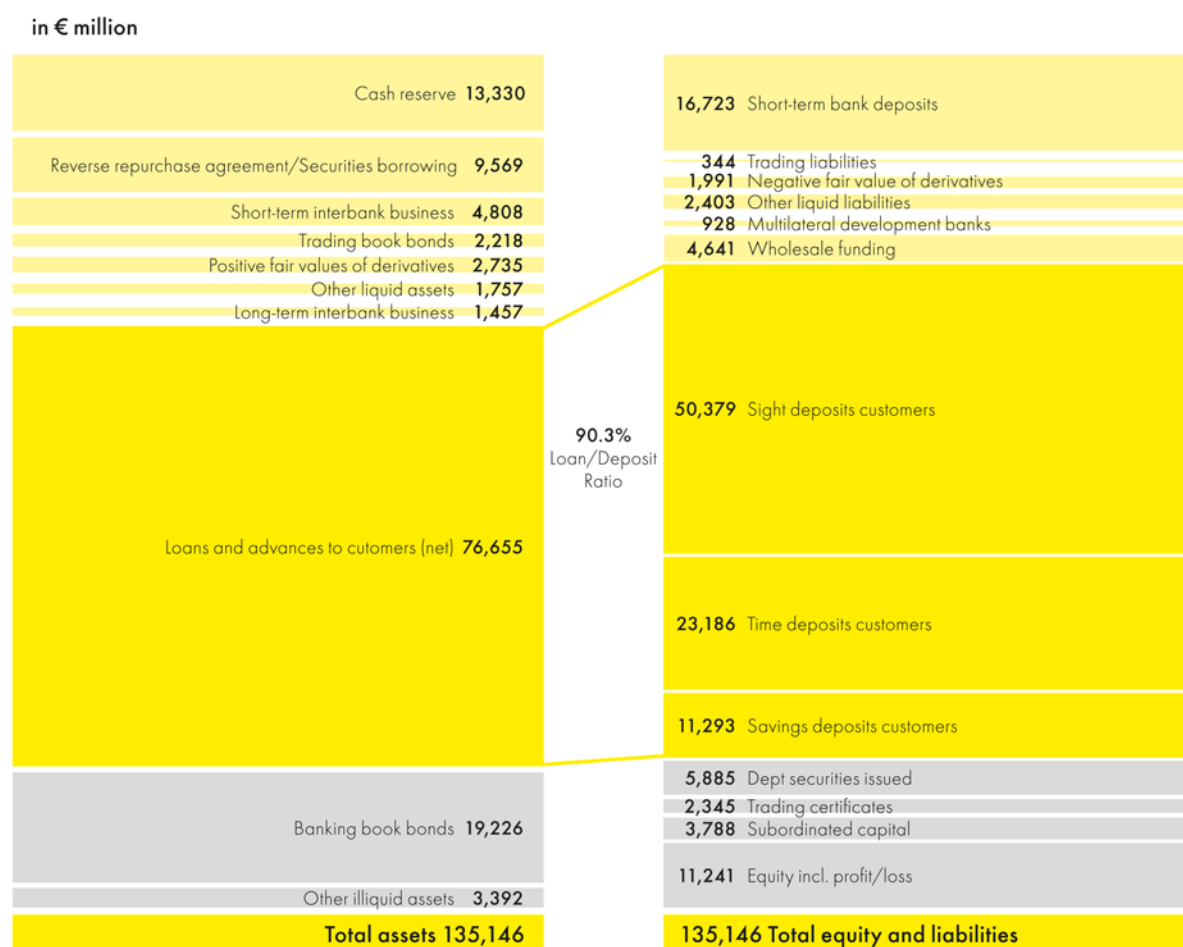 in € million
Cash reserve 13,330
Reverse repurchase agreement/Securities borrowing 9,569
Short-term interbank business 4,808
Trading book bonds 2,218
Positive fair values of derivatives 2,735
Other liquid assets 1,757
Long-term interbank business 1,457
Loans and advances to cutomers (net) 76,655
Banking book bonds 19,226
Other illiquid assets 3,392
Total assets 135,146
90.3%
Loan/Deposit
Ratio
16,723 Short-term bank deposits
344 Trading liabilities
1,991 Negative fair value of derivatives
2,403 Other liquid liabilities
928 Multilateral development banks
4,641 Wholesale funding
50,379 Sight deposits customers
23,186 Time deposits customers
11,293 Savings deposits customers
5,885 Dept securities issued
2,345 Trading certificates
3,788 Subordinated capital
11,241 Equity incl. profit/loss
135,146 Total equity and liabilities